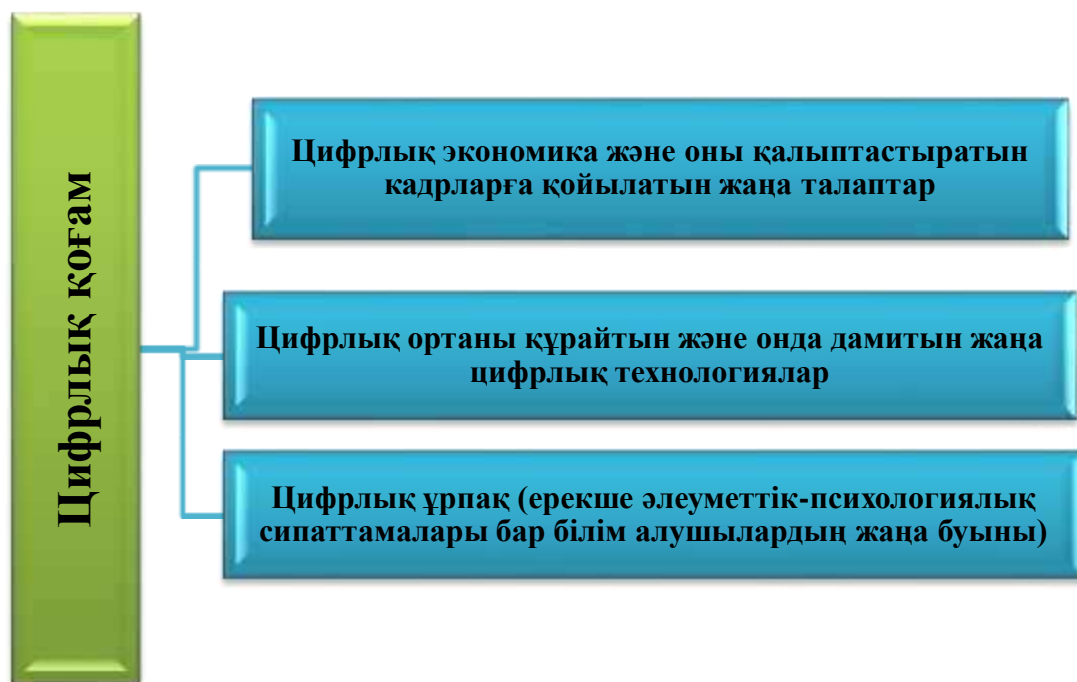 Цифрлық қоғам
Цифрлық экономика және оны қалыптастыратын
кадрларға қойылатын жаңа талаптар
Цифрлық ортаны құрайтын және онда дамитын жаңа
цифрлық технологиялар
Цифрлық ұрпақ (ерекше әлеуметтік-психологиялық
сипаттамалары бар білім алушылардың жаңа буыны)